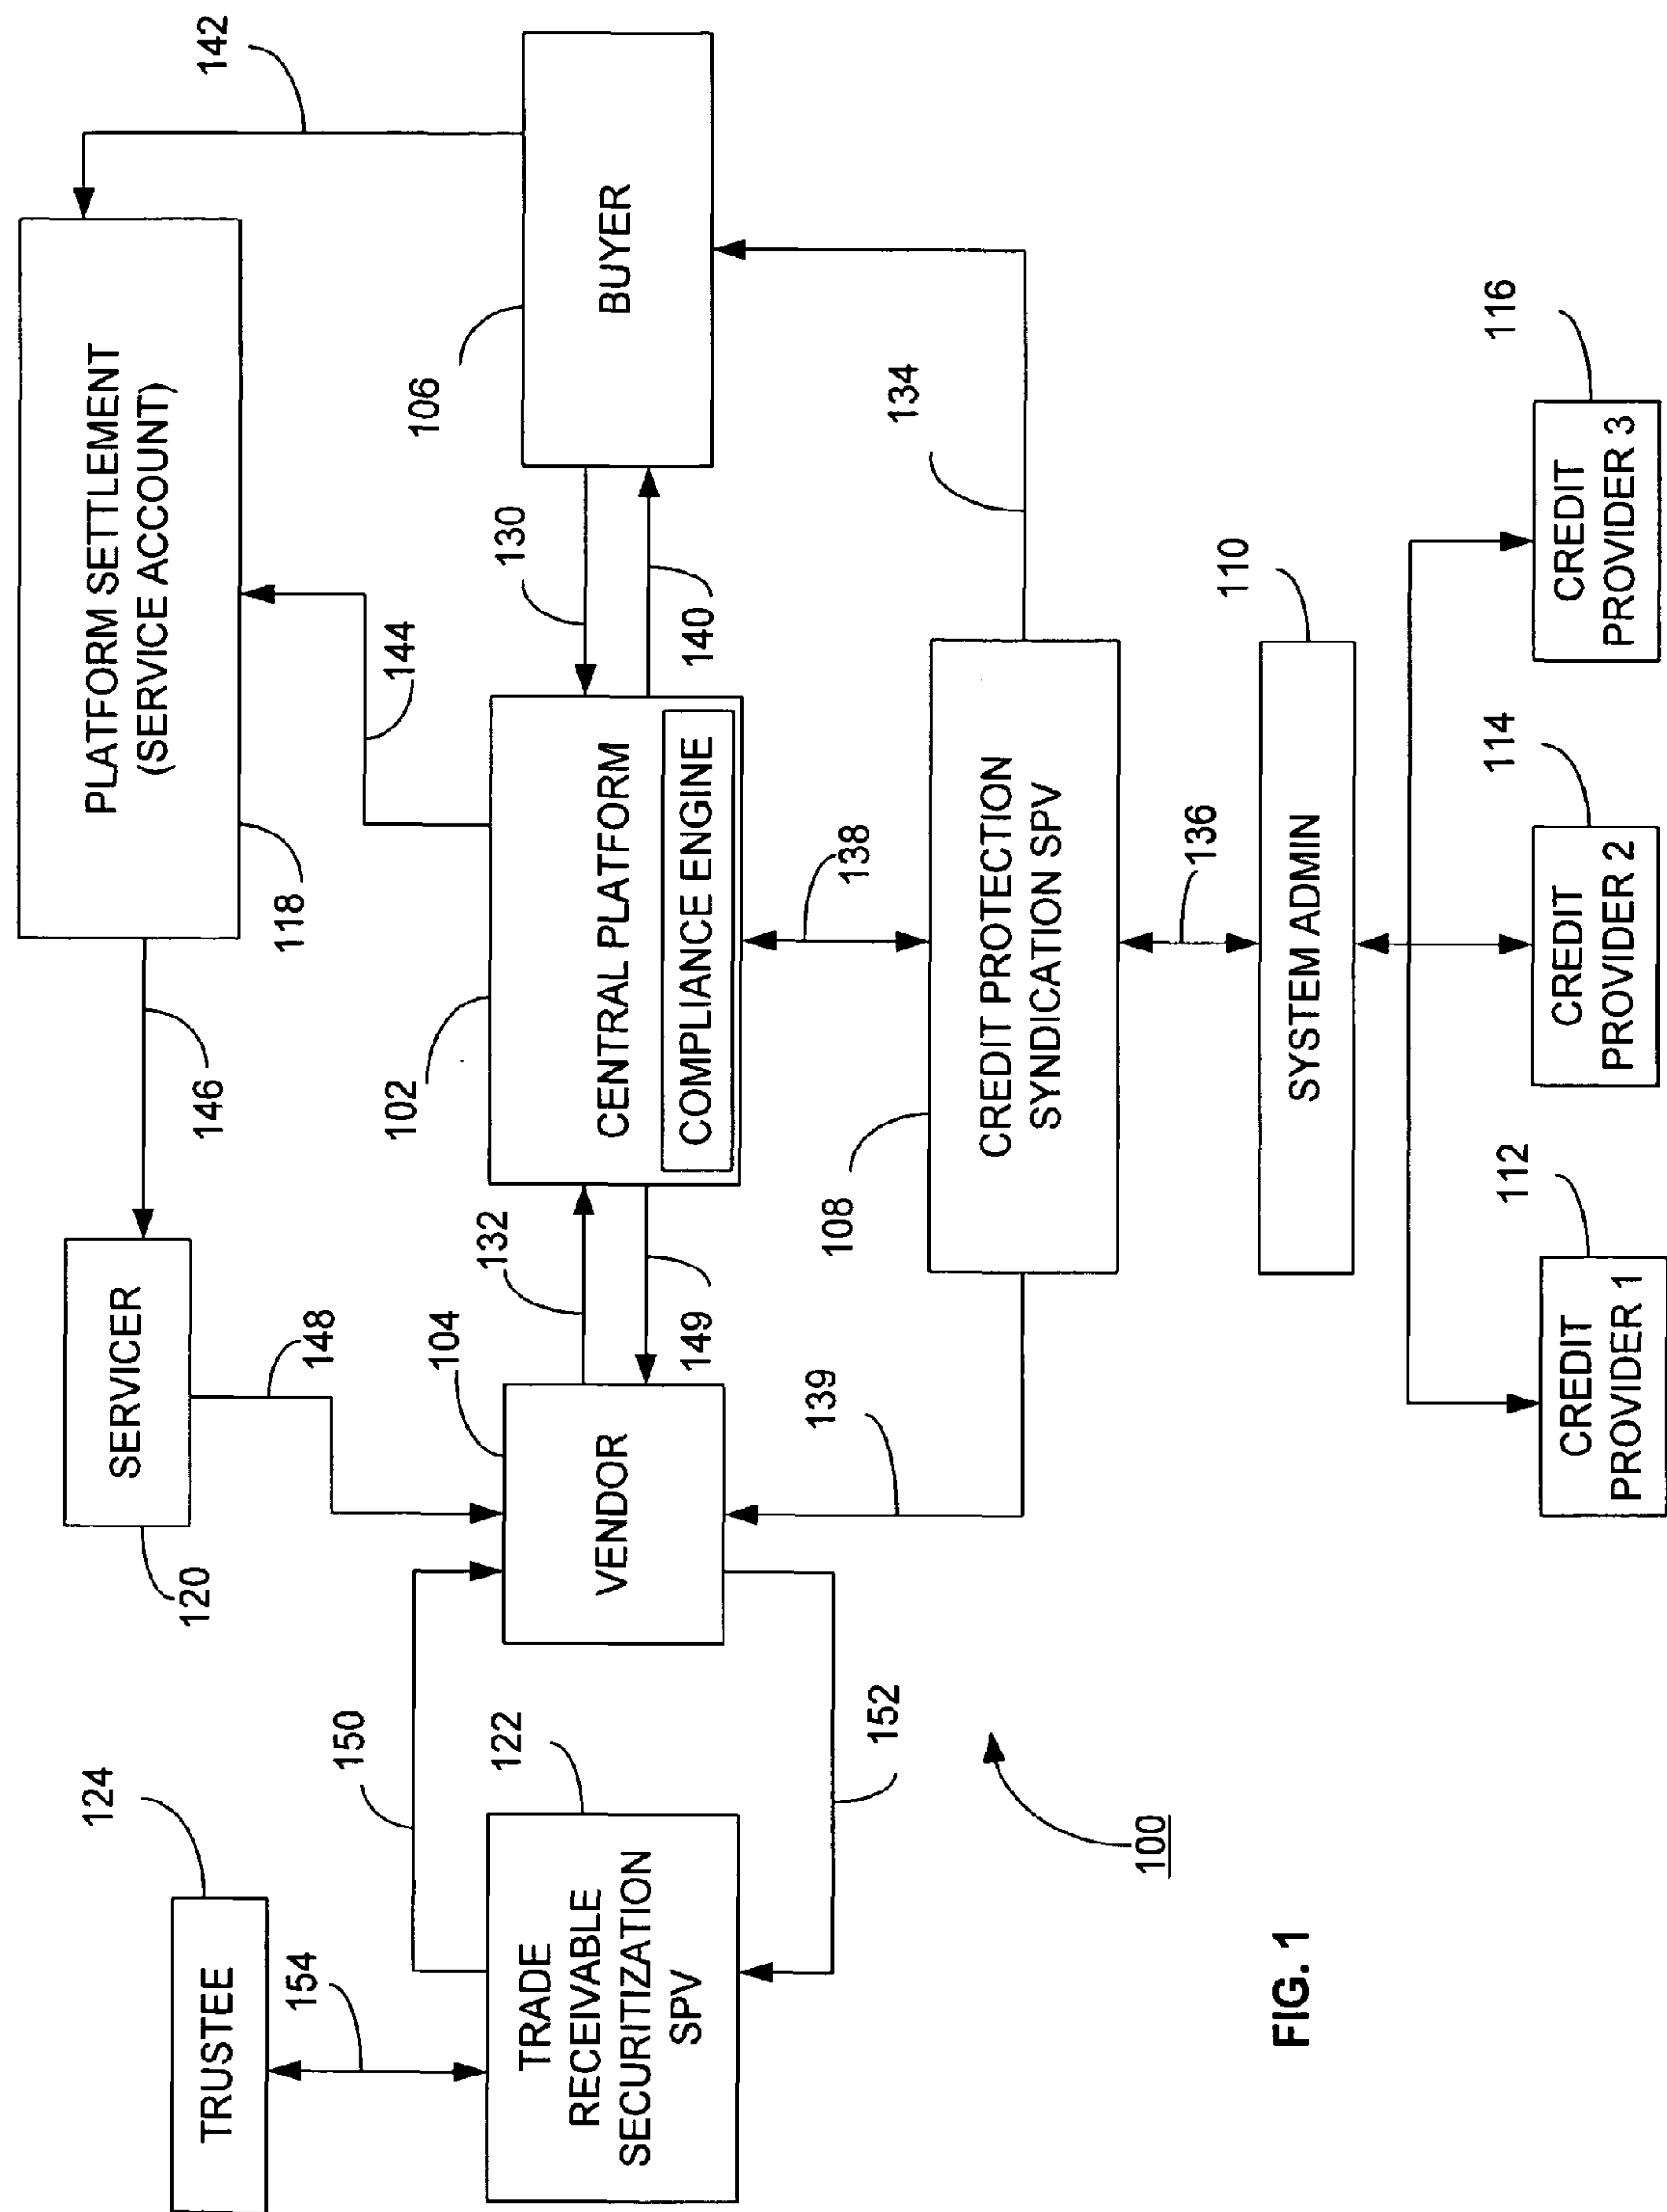 142
PLATFORM SETTLEMENT
(SERVICE ACCOUNT)
118
144
146
SERVICER
120
148
BUYER
106
130
140
134
CENTRAL PLATFORM
COMPLIANCE ENGINE
102
132
149
138
VENDOR
104
139
150
152
TRUSTEE
124
154
TRADE
RECEIVABLE
SECURITIZATION
SPV
122
CREDIT PROTECTION
SYNDICATION SPV
108
136
SYSTEM ADMIN
110
CREDIT
PROVIDER 1
112
CREDIT
PROVIDER 2
114
CREDIT
PROVIDER 3
116
100
FIG. 1